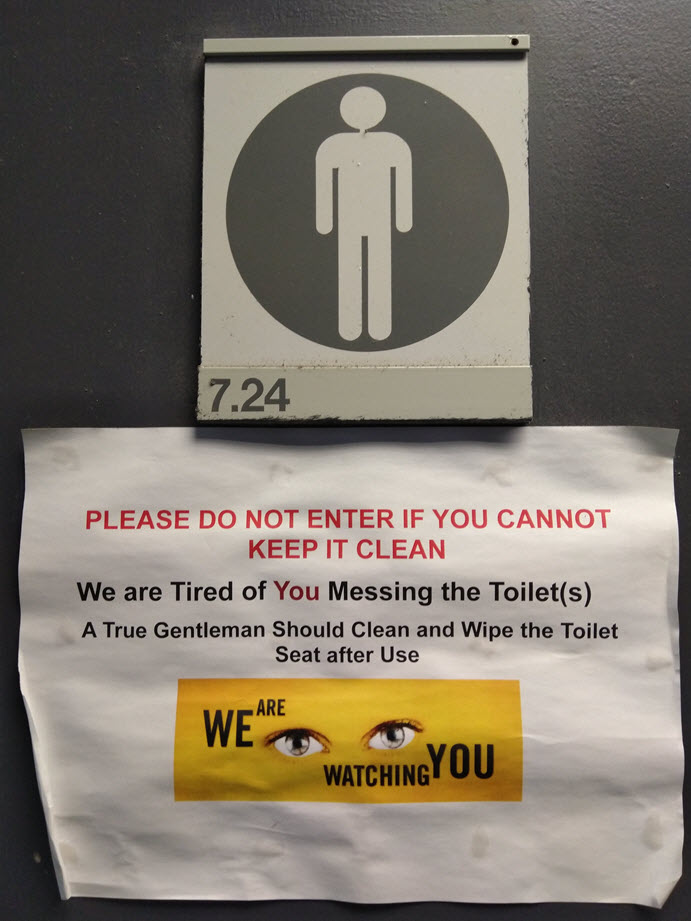 7.24
PLEASE DO NOT ENTER IF YOU CANNOT
KEEP IT CLEAN
We are Tired of You Messing the Toilet(s)
A True Gentleman Should Clean and Wipe the Toilet
Seat after Use
WE ARE
WATCHING YOU